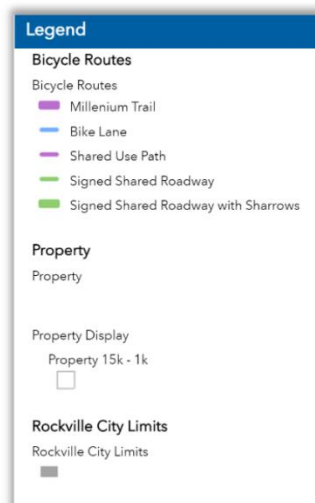 Legend
Bicycle Routes
Bicycle Routes
Millenium Trail
Bike Lane
Shared Use Path
Signed Shared Roadway
Signed Shared Roadway with Sharrows
Property
Property
Property Display
Property 15k - 1k
Rockville City Limits
Rockville City Limits